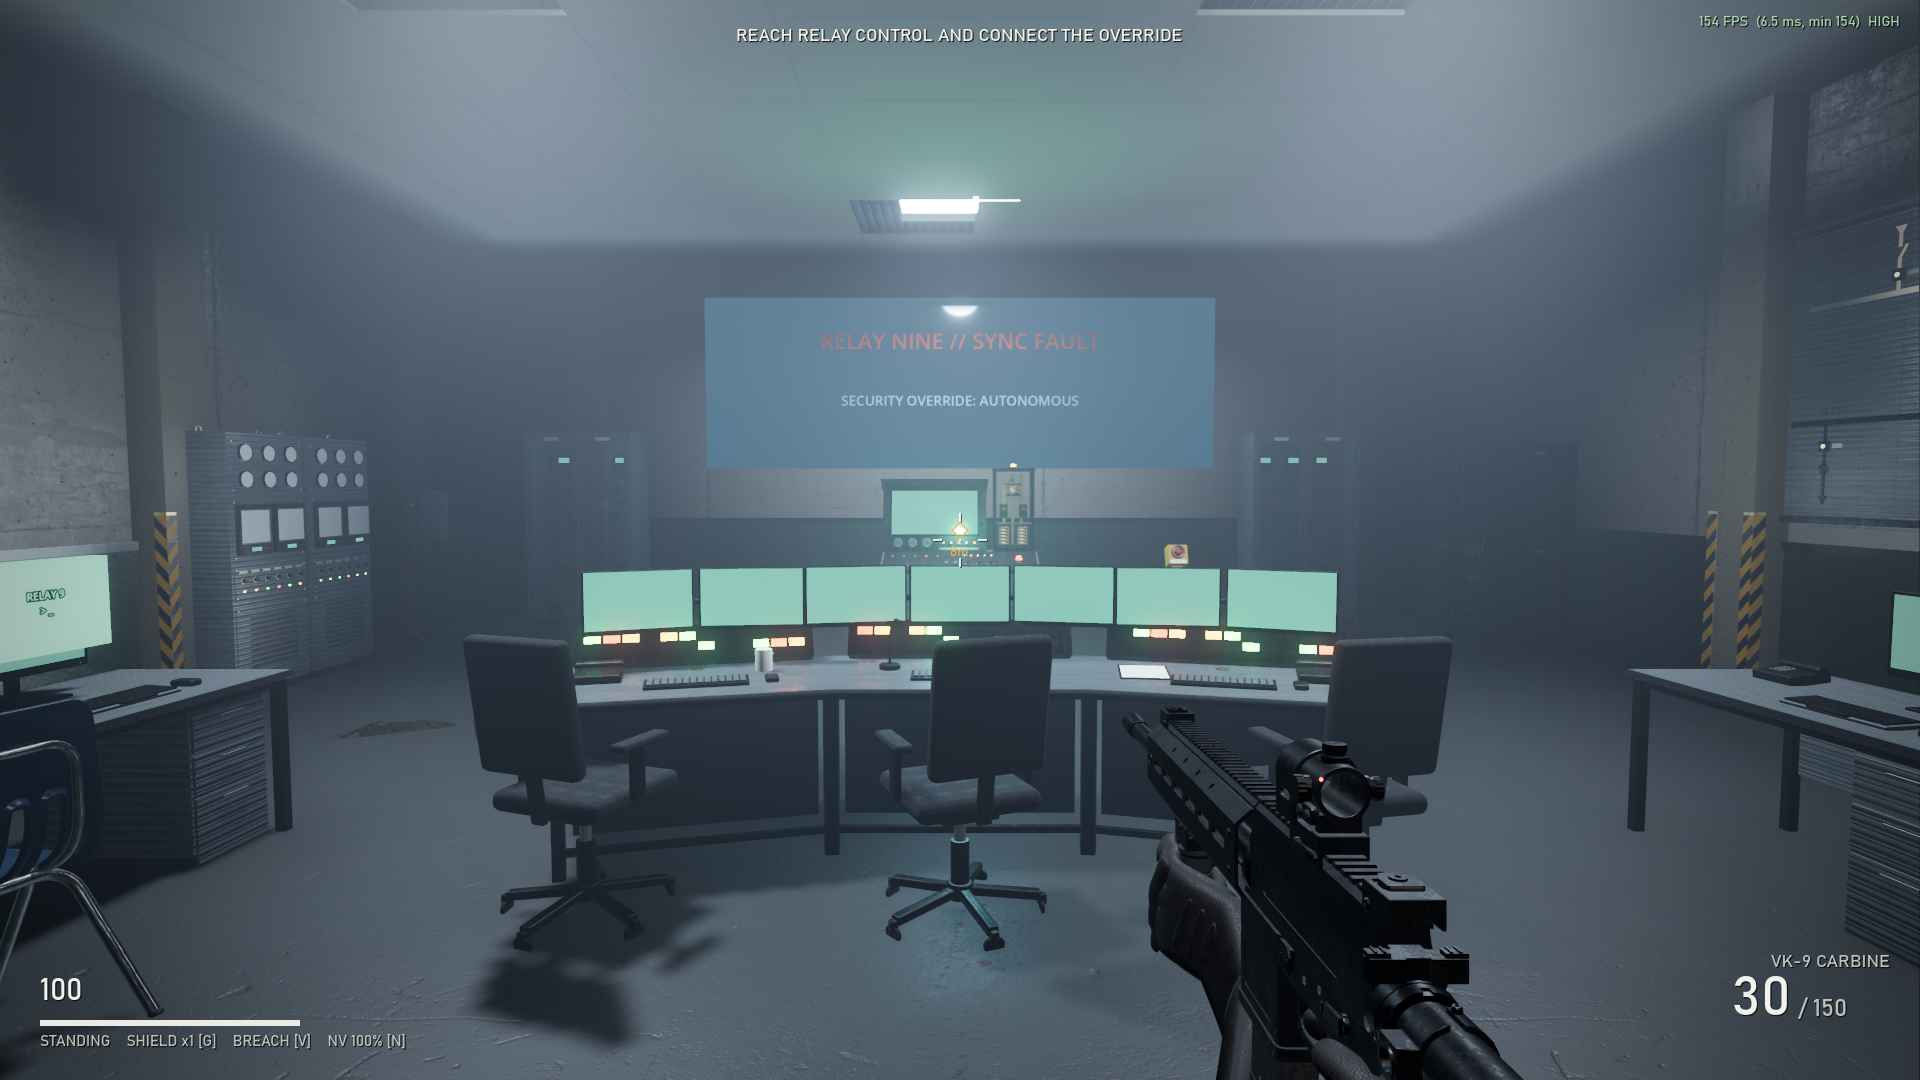 REACH RELAY CONTROL AND CONNECT THE OVERRIDE
154 FPS (6.5 ms, min 154) HIGH
RELAY NINE // SYNC FAULT
SECURITY OVERRIDE: AUTONOMOUS
8m
RELAY 9
>_
VK-9 CARBINE
30 / 150
100
STANDING SHIELD x1 [G] BREACH [V] NV 100% [N]